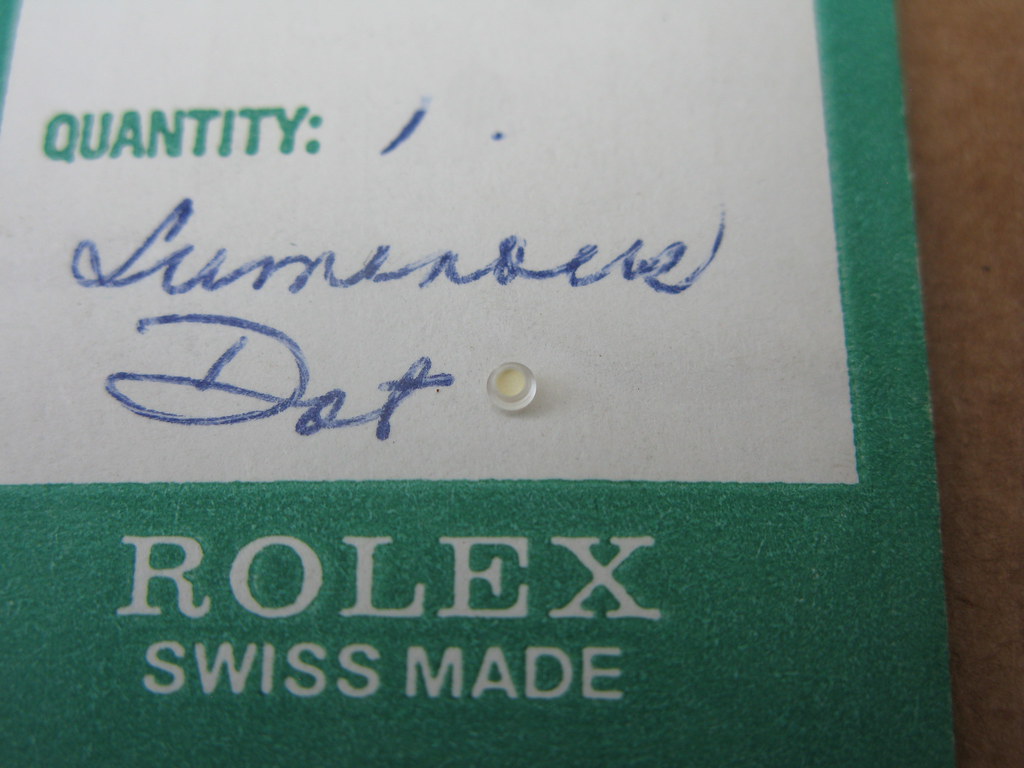 QUANTITY: 1.
Luminous
Dot
ROLEX
SWISS MADE